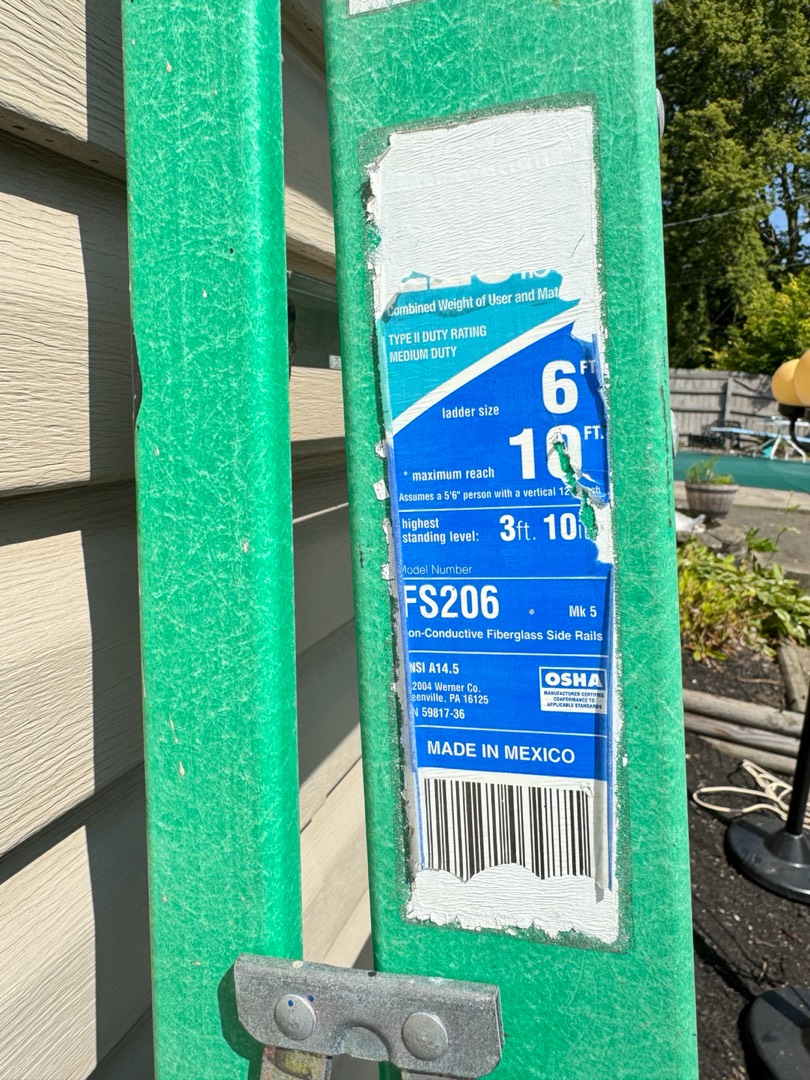 Combined Weight of User and Mat
TYPE II DUTY RATING
MEDIUM DUTY
ladder size
6 FT.
* maximum reach
10 FT.
Assumes a 5'6" person with a vertical 12
highest
standing level:
3ft. 10
Model Number
FS206
Mk 5
on-Conductive Fiberglass Side Rails
NSI A14.5
2004 Werner Co.
eenville, PA 16125
N 59817-36
OSHA
MANUFACTURER CERTIFIES
CONFORMANCE TO
APPLICABLE STANDARDS
MADE IN MEXICO